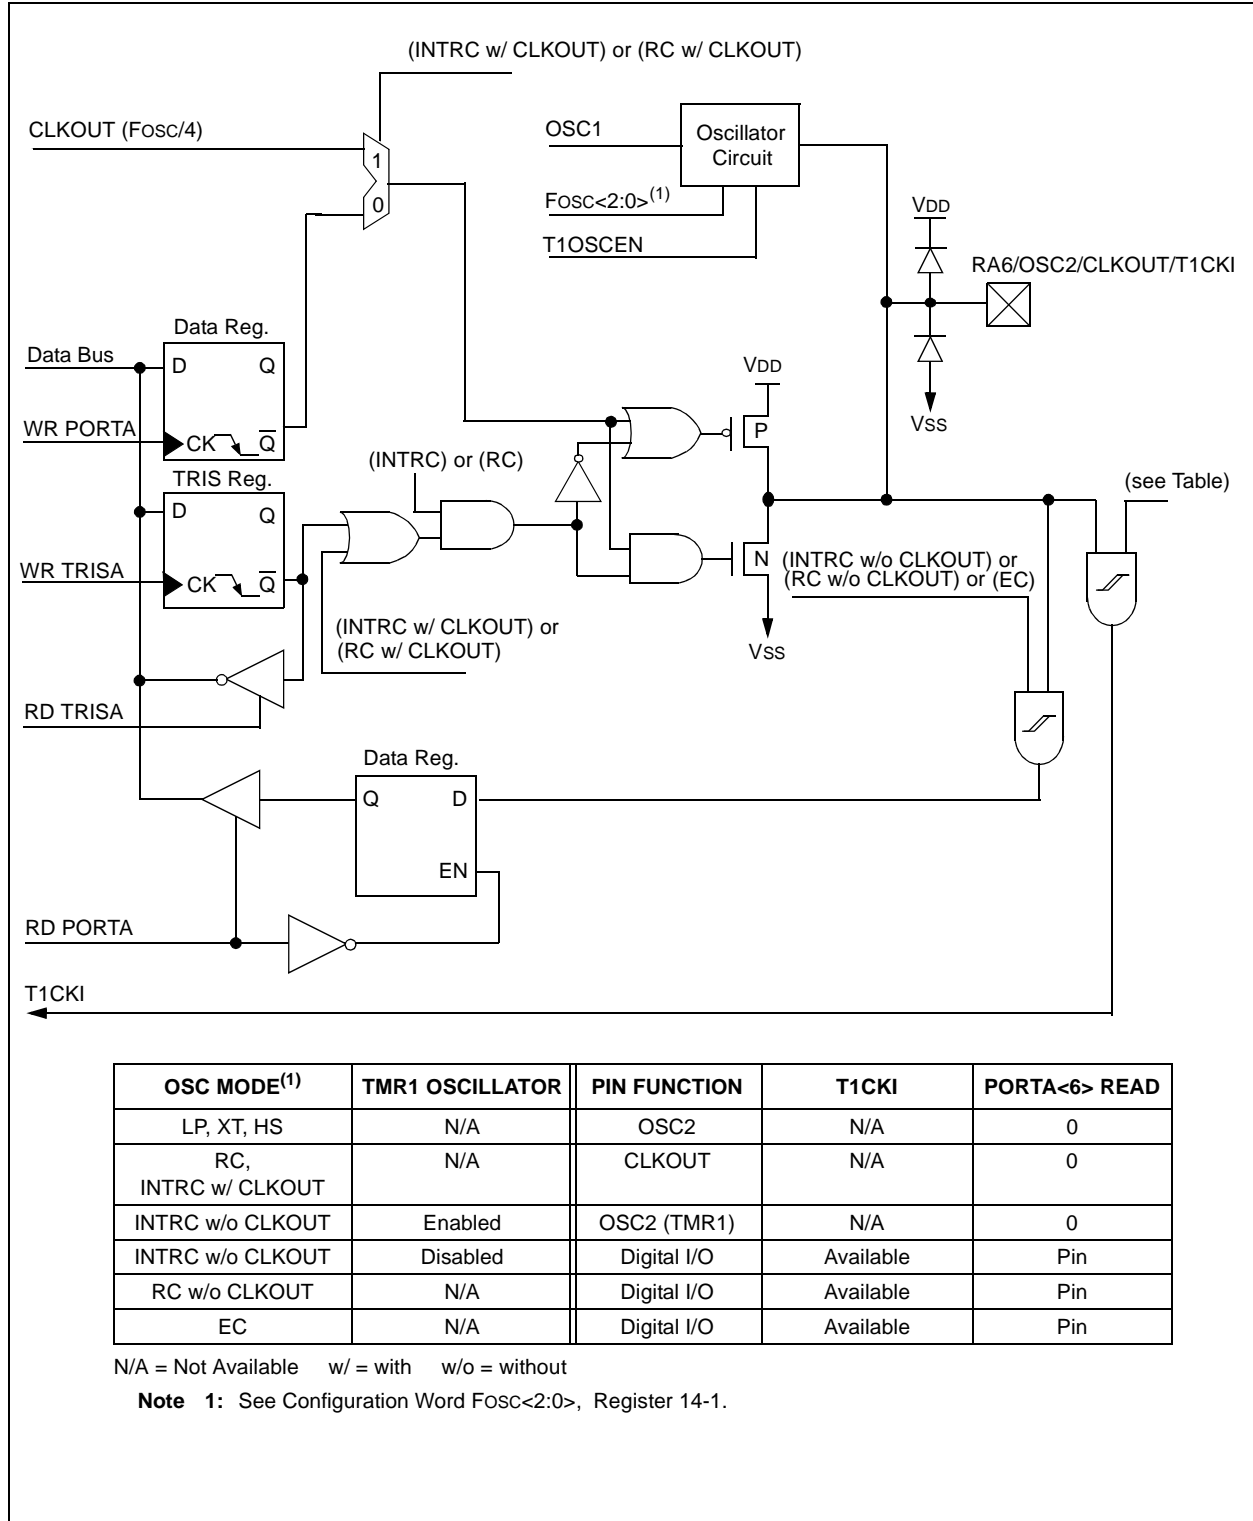 (INTRC w/ CLKOUT) or (RC w/ CLKOUT)
CLKOUT (FOSC/4)
1
0
OSC1
Oscillator
Circuit
FOSC<2:0>(1)
T1OSCEN
VDD
RA6/OSC2/CLKOUT/T1CKI
VSS
Data Reg.
Data Bus
D
Q
WR PORTA
CK
Q
VDD
P
(INTRC) or (RC)
TRIS Reg.
D
Q
WR TRISA
CK
Q
N
VSS
(see Table)
(INTRC w/o CLKOUT) or
(RC w/o CLKOUT) or (EC)
(INTRC w/ CLKOUT) or
(RC w/ CLKOUT)
RD TRISA
Data Reg.
Q
D
EN
RD PORTA
T1CKI
OSC MODE(1) TMR1 OSCILLATOR PIN FUNCTION T1CKI PORTA<6> READ
LP, XT, HS N/A OSC2 N/A 0
RC, N/A CLKOUT N/A 0
INTRC w/ CLKOUT
INTRC w/o CLKOUT Enabled OSC2 (TMR1) N/A 0
INTRC w/o CLKOUT Disabled Digital I/O Available Pin
RC w/o CLKOUT N/A Digital I/O Available Pin
EC N/A Digital I/O Available Pin
N/A = Not Available w/ = with w/o = without
Note 1: See Configuration Word FOSC<2:0>, Register 14-1.